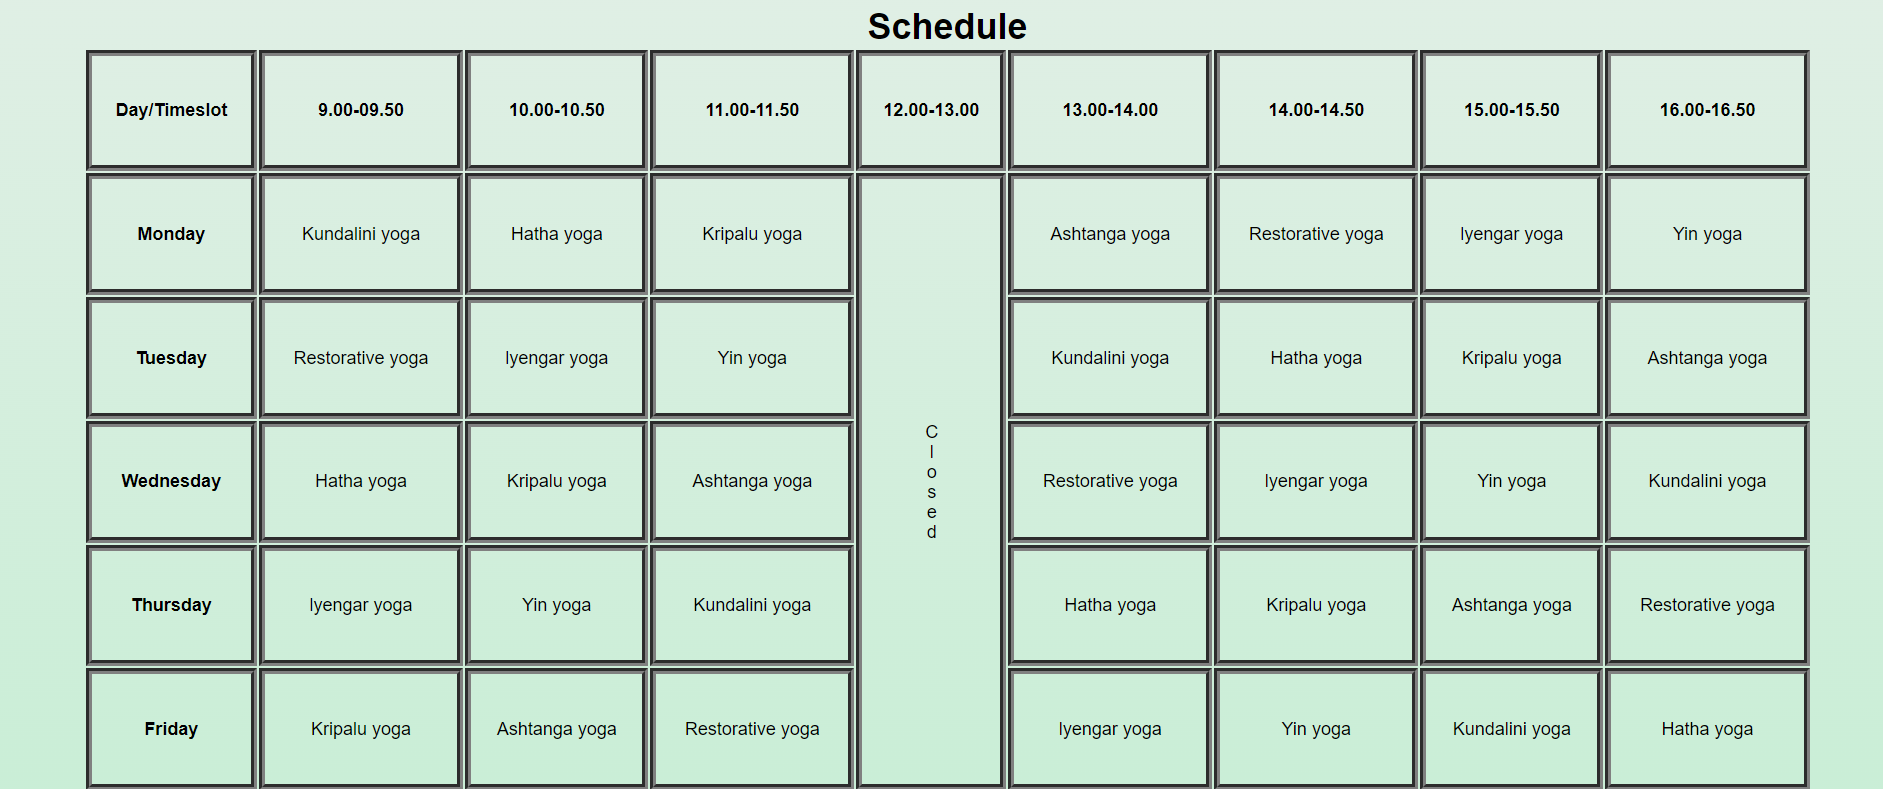 Schedule
Day/Timeslot 9.00-09.50 10.00-10.50 11.00-11.50 12.00-13.00 13.00-14.00 14.00-14.50 15.00-15.50 16.00-16.50
Monday Kundalini yoga Hatha yoga Kripalu yoga Ashtanga yoga Restorative yoga Iyengar yoga Yin yoga
Tuesday Restorative yoga Iyengar yoga Yin yoga Kundalini yoga Hatha yoga Kripalu yoga Ashtanga yoga
Closed
Wednesday Hatha yoga Kripalu yoga Ashtanga yoga Restorative yoga Iyengar yoga Yin yoga Kundalini yoga
Thursday Iyengar yoga Yin yoga Kundalini yoga Hatha yoga Kripalu yoga Ashtanga yoga Restorative yoga
Friday Kripalu yoga Ashtanga yoga Restorative yoga Iyengar yoga Yin yoga Kundalini yoga Hatha yoga